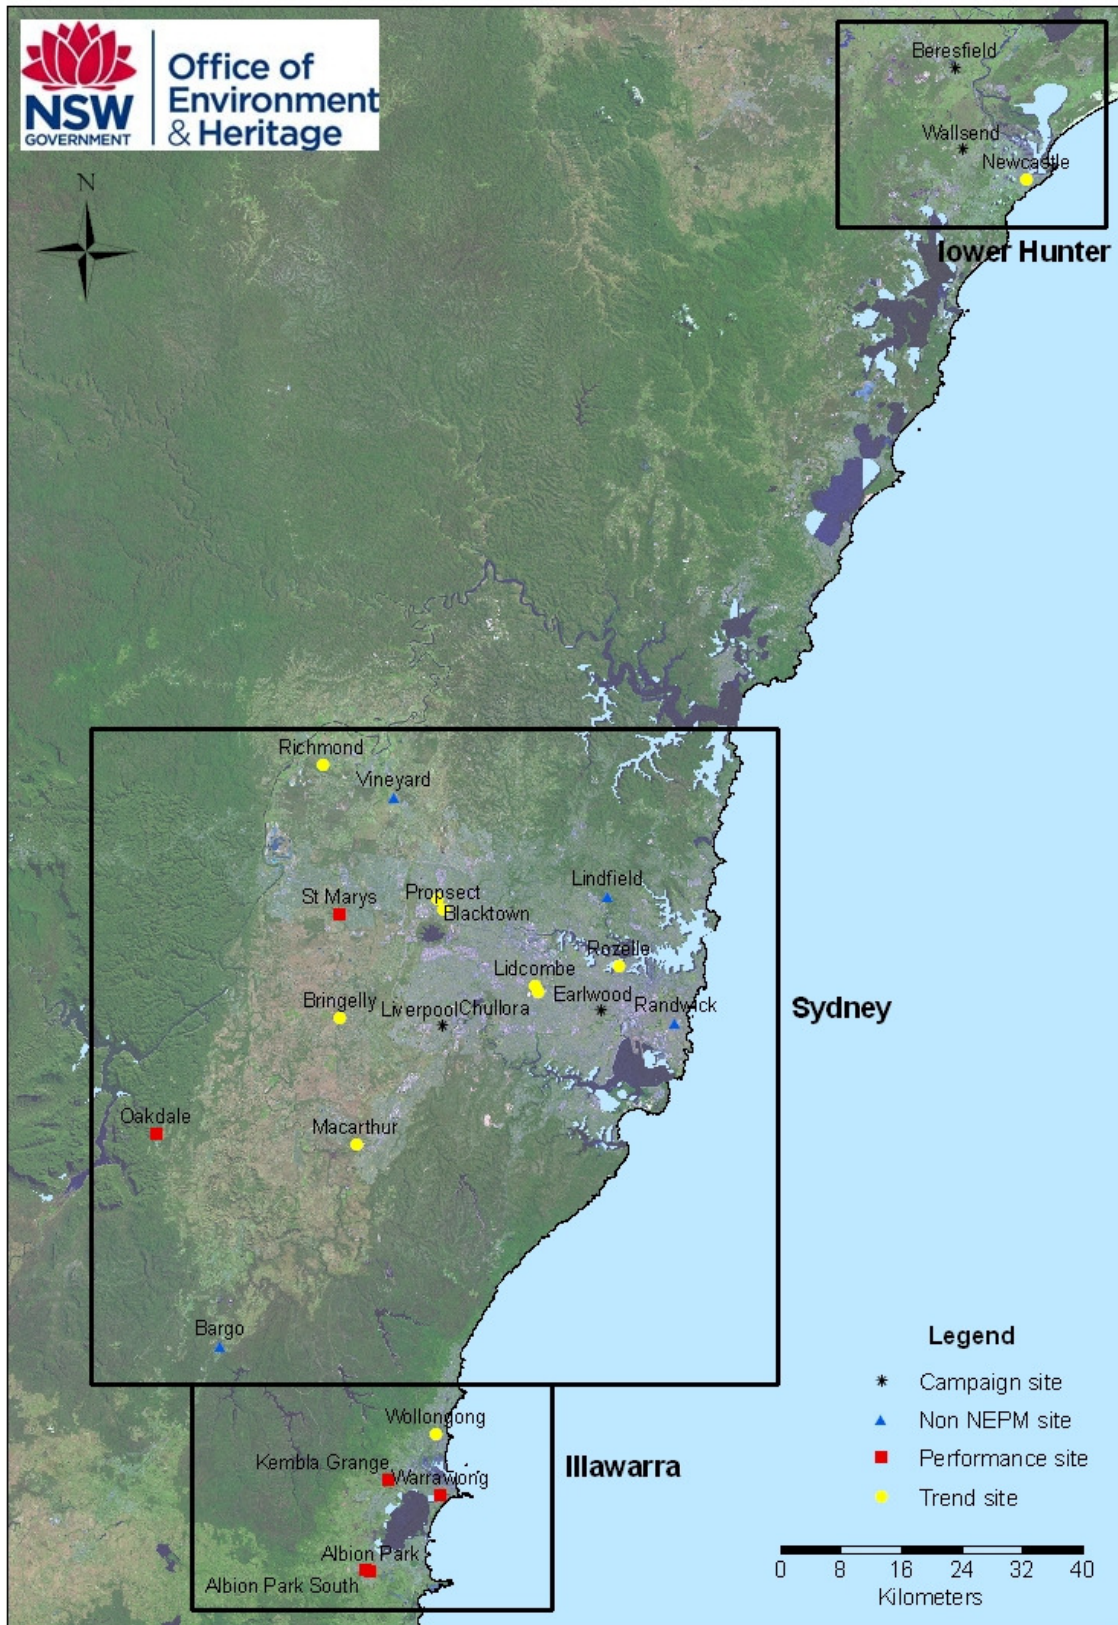 NSW
GOVERNMENT
Office of
Environment
& Heritage
N
Beresfield
Wallsend
Newcastle
lower Hunter
Richmond
Vineyard
St Marys
Propsect
Blacktown
Lindfield
Rozelle
Lidcombe
Earlwood
Bringelly
Liverpool
Chullora
Randwick
Sydney
Oakdale
Macarthur
Bargo
Wollongong
Kembla Grange
Warrawong
Illawarra
Albion Park
Albion Park South
Legend
Campaign site
Non NEPM site
Performance site
Trend site
0 8 16 24 32 40
Kilometers